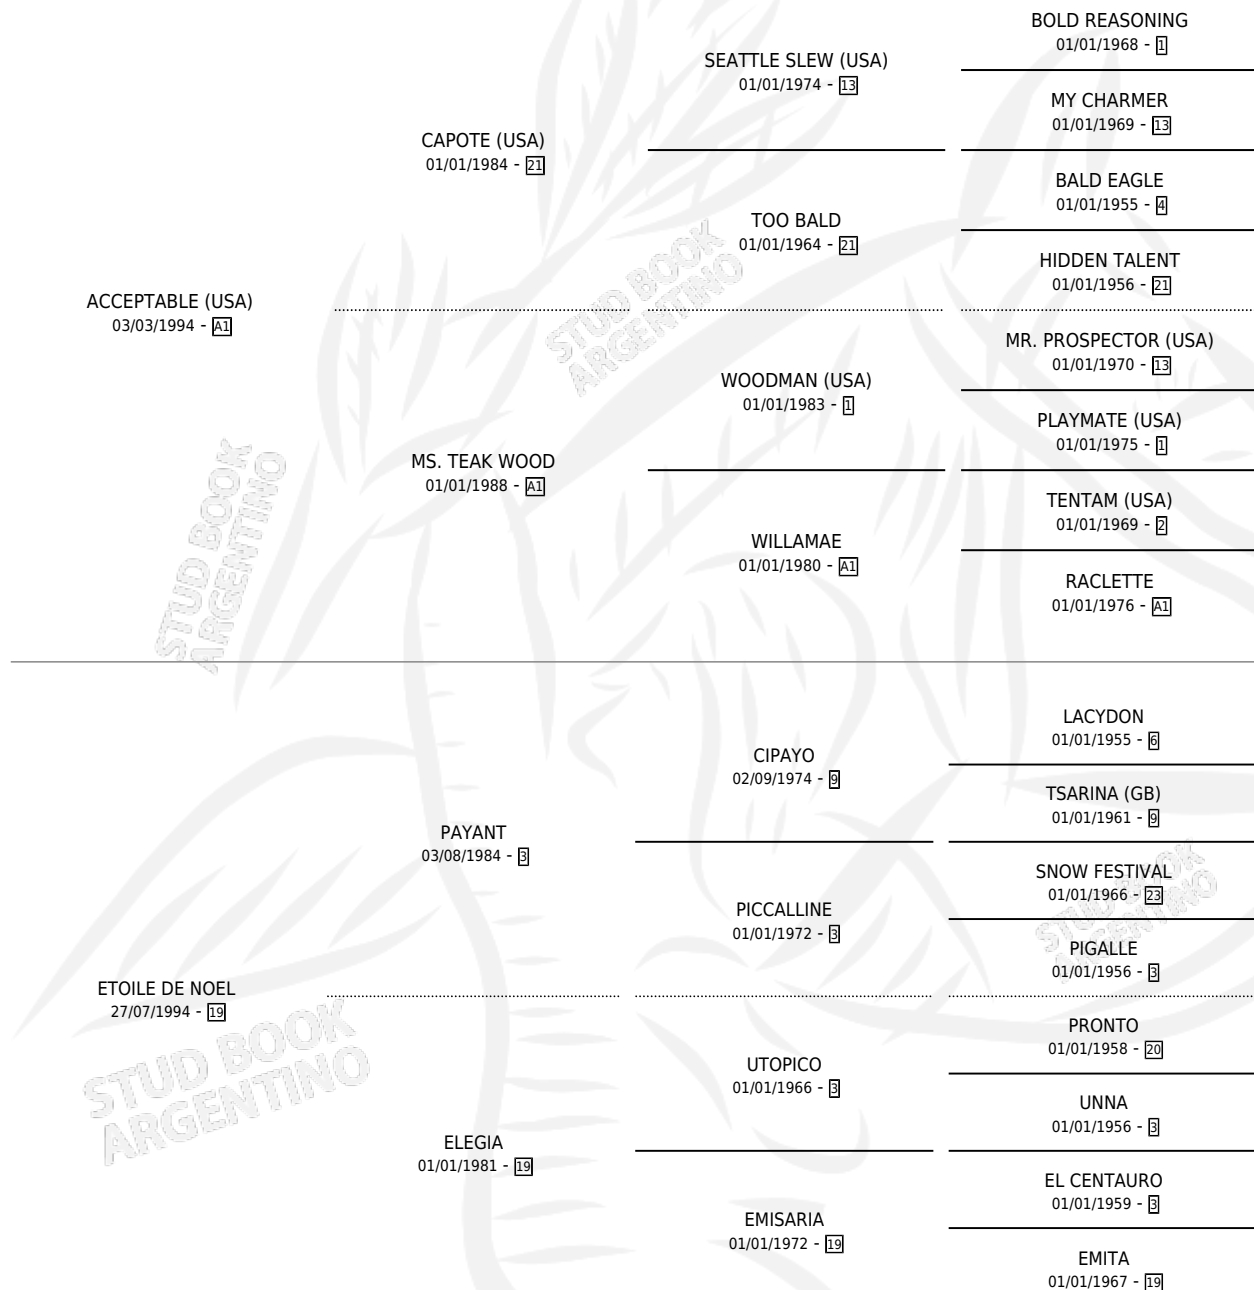 BOLD REASONING
01/01/1968 - 1
SEATTLE SLEW (USA)
01/01/1974 - 13
MY CHARMER
01/01/1969 - 13
CAPOTE (USA)
01/01/1984 - 21
BALD EAGLE
01/01/1955 - 4
TOO BALD
01/01/1964 - 21
HIDDEN TALENT
01/01/1956 - 21
ACCEPTABLE (USA)
03/03/1994 - A1
MR. PROSPECTOR (USA)
01/01/1970 - 13
WOODMAN (USA)
01/01/1983 - 1
PLAYMATE (USA)
01/01/1975 - 1
MS. TEAK WOOD
01/01/1988 - A1
TENTAM (USA)
01/01/1969 - 2
WILLAMAE
01/01/1980 - A1
RACLETTE
01/01/1976 - A1
LACYDON
01/01/1955 - 6
CIPAYO
02/09/1974 - 9
TSARINA (GB)
01/01/1961 - 9
PAYANT
03/08/1984 - 3
SNOW FESTIVAL
01/01/1966 - 23
PICCALLINE
01/01/1972 - 3
PIGALLE
01/01/1956 - 3
ETOILE DE NOEL
27/07/1994 - 19
PRONTO
01/01/1958 - 20
UTOPICO
01/01/1966 - 3
UNNA
01/01/1956 - 3
ELEGIA
01/01/1981 - 19
EL CENTAURO
01/01/1959 - 3
EMISARIA
01/01/1972 - 19
EMITA
01/01/1967 - 19
STUD BOOK
ARGENTINO
STUD BOOK
ARGENTINO
STUD BOOK
ARGENTINO
STUD BOOK
ARGENTINO